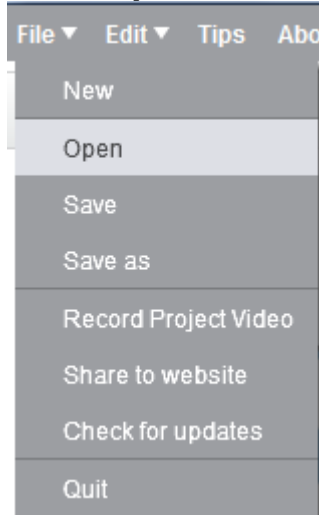 File ▼ Edit ▼ Tips Abo
New
Open
Save
Save as
Record Project Video
Share to website
Check for updates
Quit